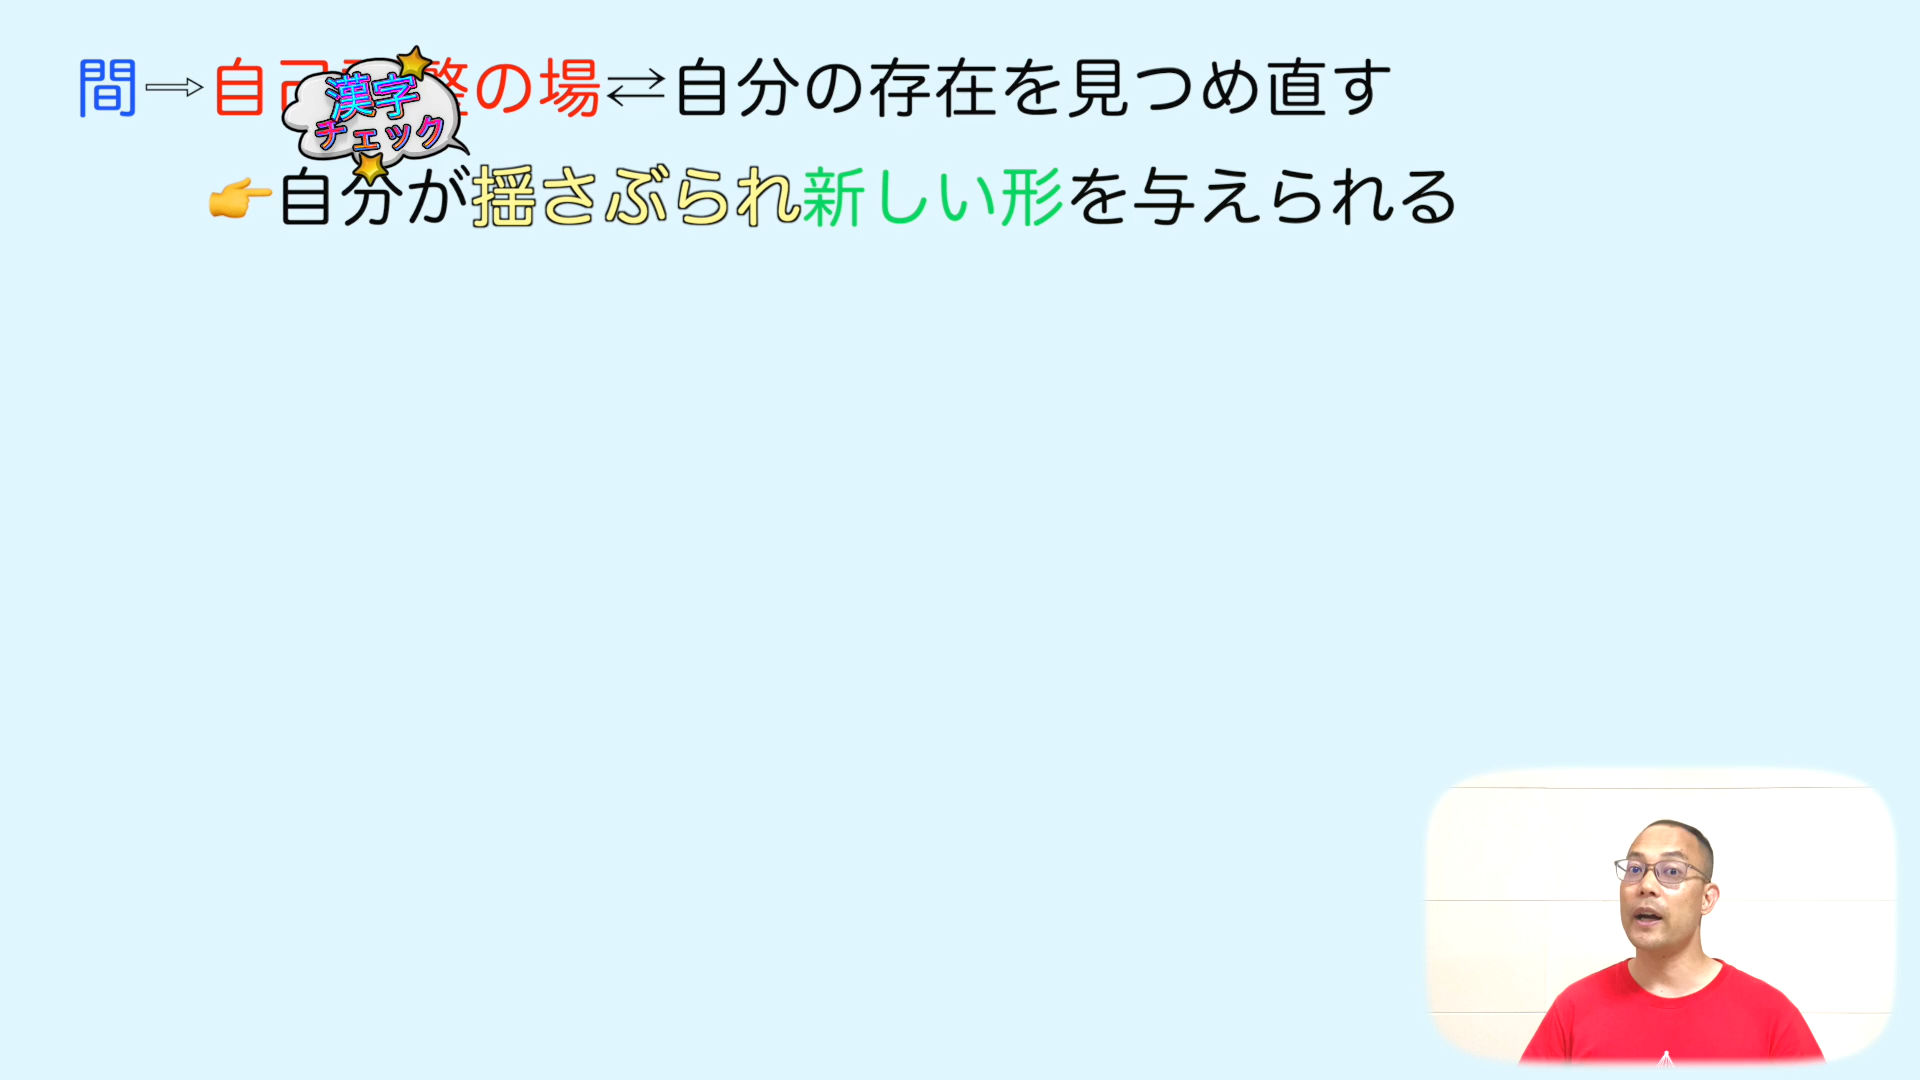 間⇒自己整の場⇄自分の存在を見つめ直す
漢字
チェック
👉自分が揺さぶられ新しい形を与えられる